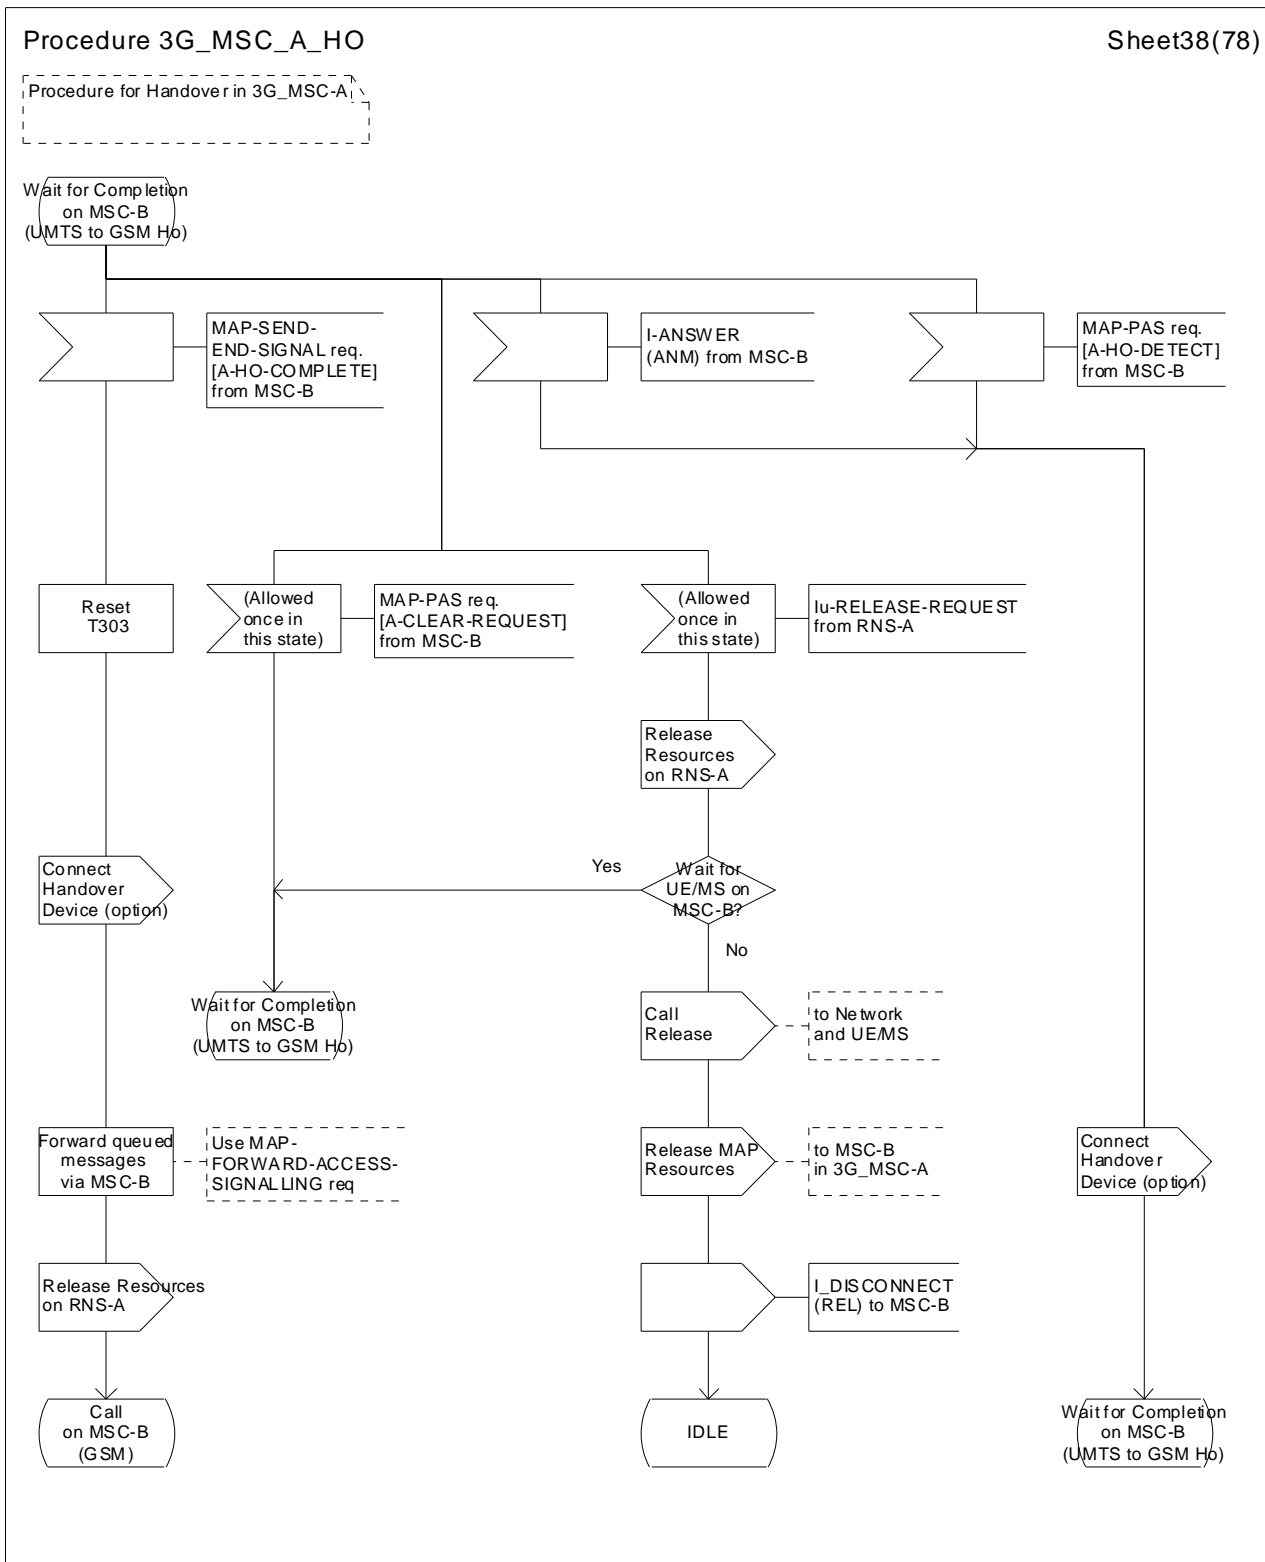 Procedure 3G_MSC_A_HO
Sheet38(78)
Procedure for Handover in 3G_MSC-A
Wait for Completion
on MSC-B
(UMTS to GSM Ho)
MAP-SEND-
END-SIGNAL req.
[A-HO-COMPLETE]
from MSC-B
I-ANSWER
(ANM) from MSC-B
MAP-PAS req.
[A-HO-DETECT]
from MSC-B
Reset
T303
(Allowed
once in
this state)
MAP-PAS req.
[A-CLEAR-REQUEST]
from MSC-B
(Allowed
once in
this state)
Iu-RELEASE-REQUEST
from RNS-A
Release
Resources
on RNS-A
Connect
Handover
Device (option)
Yes
Wait for
UE/MS on
MSC-B?
No
Wait for Completion
on MSC-B
(UMTS to GSM Ho)
Call
Release
to Network
and UE/MS
Forward queued
messages
via MSC-B
Use MAP-
FORWARD-ACCESS-
SIGNALLING req
Release MAP
Resources
to MSC-B
in 3G_MSC-A
Connect
Handover
Device (option)
Release Resources
on RNS-A
I_DISCONNECT
(REL) to MSC-B
Call
on MSC-B
(GSM)
IDLE
Wait for Completion
on MSC-B
(UMTS to GSM Ho)